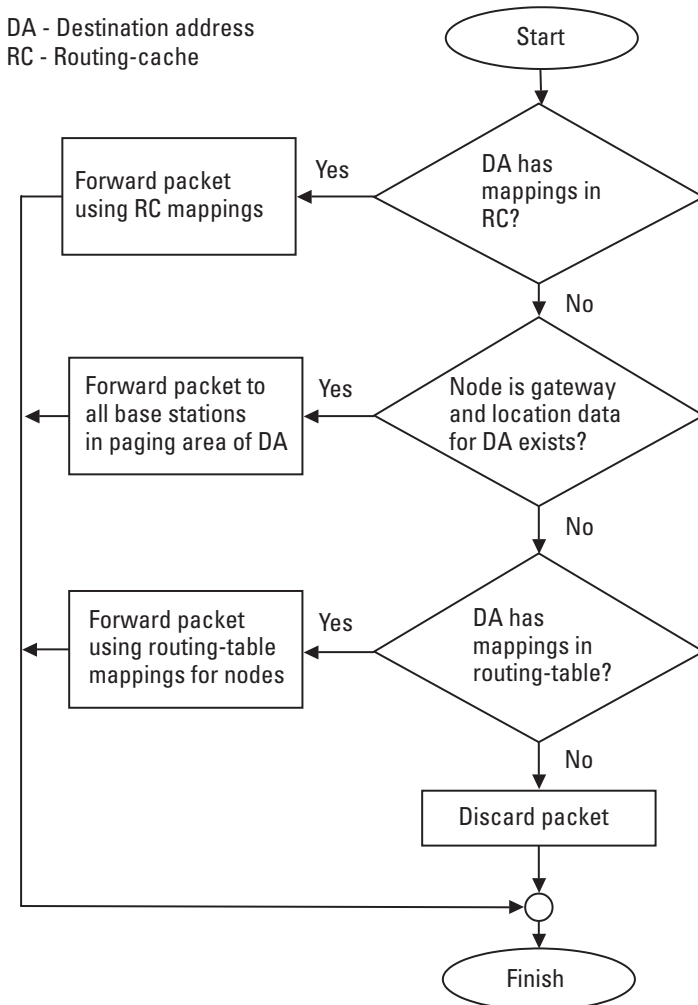 DA - Destination address
RC - Routing-cache
Start
DA has
mappings in
RC?
Yes
Forward packet
using RC mappings
No
Node is gateway
and location data
for DA exists?
Yes
Forward packet to
all base stations
in paging area of DA
No
DA has
mappings in
routing-table?
Yes
Forward packet
using routing-table
mappings for nodes
No
Discard packet
Finish